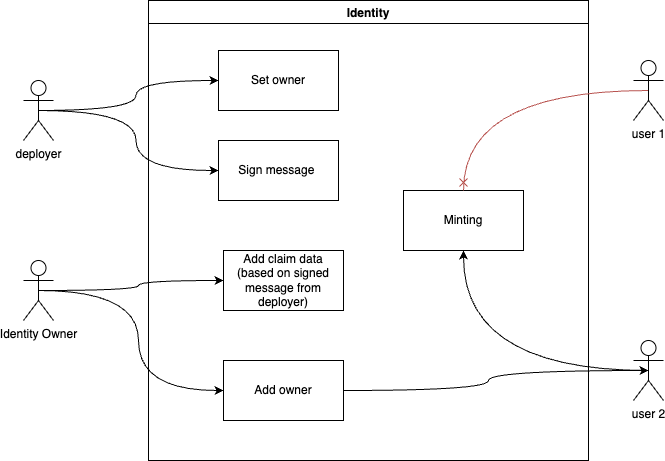 Identity
Set owner
deployer
user 1
Sign message
Minting
Add claim data
(based on signed
message from
deployer)
Identity Owner
Add owner
user 2